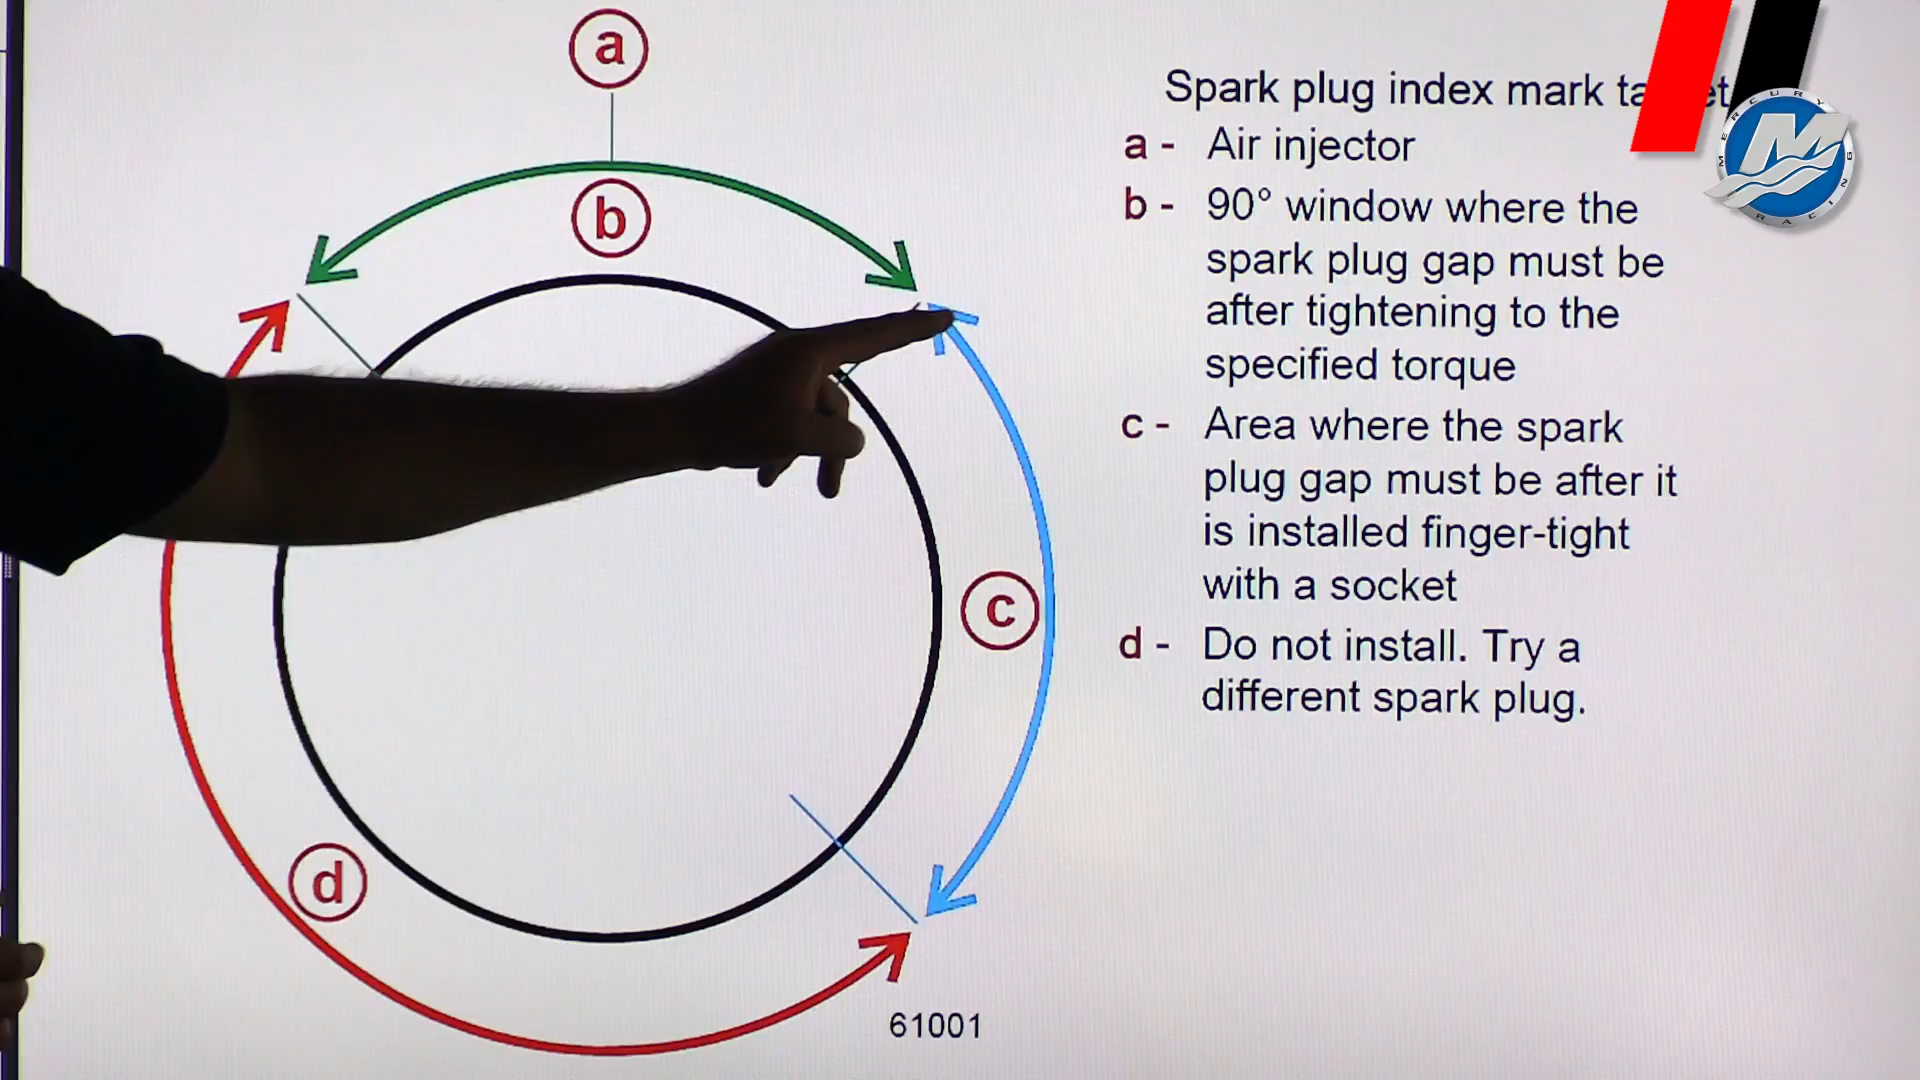 a
b
c
d
61001
Spark plug index mark
a - Air injector
b - 90° window where the
spark plug gap must be
after tightening to the
specified torque
c - Area where the spark
plug gap must be after it
is installed finger-tight
with a socket
d - Do not install. Try a
different spark plug.
MERCURY
RACING